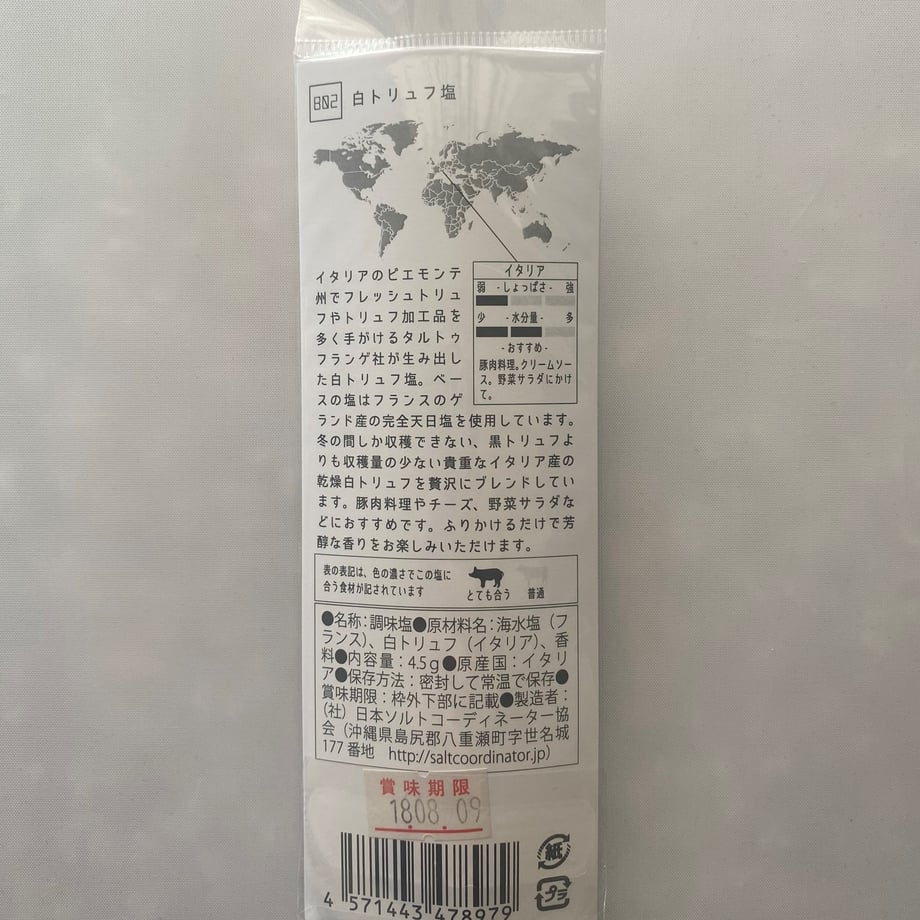 802 白トリュフ塩
イタリアのピエモンテ
州でフレッシュトリュ
フやトリュフ加工品を
多く手がけるタルトゥ
フランゲ社が生み出し
た白トリュフ塩。ベー
スの塩はフランスのゲ
ランド産の完全天日塩を使用しています。
冬の間しか収穫できない、黒トリュフよ
りも収穫量の少ない貴重なイタリア産の
乾燥白トリュフを贅沢にブレンドしてい
ます。豚肉料理やチーズ、野菜サラダな
どにおすすめです。ふりかけるだけで芳
醇な香りをお楽しみいただけます。
イタリア
弱 -しょっぱさ- 強
少 -水分量- 多
-おすすめ-
豚肉料理。クリームソー
ス。野菜サラダにかけ
て。
表の表記は、色の濃さでこの塩に
合う食材が記されています
とても合う 普通
●名称：調味塩●原材料名：海水塩（フ
ランス）、白トリュフ（イタリア）、香
料●内容量：4.5g●原産国：イタリ
ア●保存方法：密封して常温で保存●
賞味期限：枠外下部に記載●製造者：
（社）日本ソルトコーディネーター協
会（沖縄県島尻郡八重瀬町字世名城
177番地 http://saltcoordinator.jp）
賞味期限
18.08.09
紙
プラ
4 571443 478979